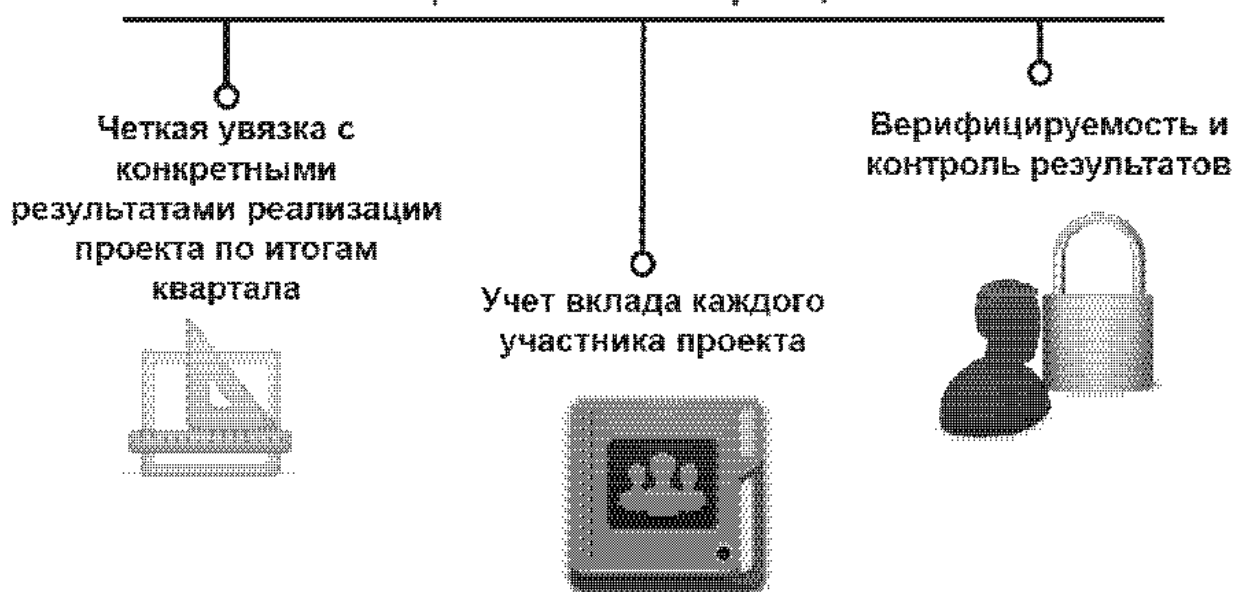 Четкая увязка с
конкретными
результатами реализации
проекта по итогам
квартала
Учет вклада каждого
участника проекта
Верифицируемость и
контроль результатов